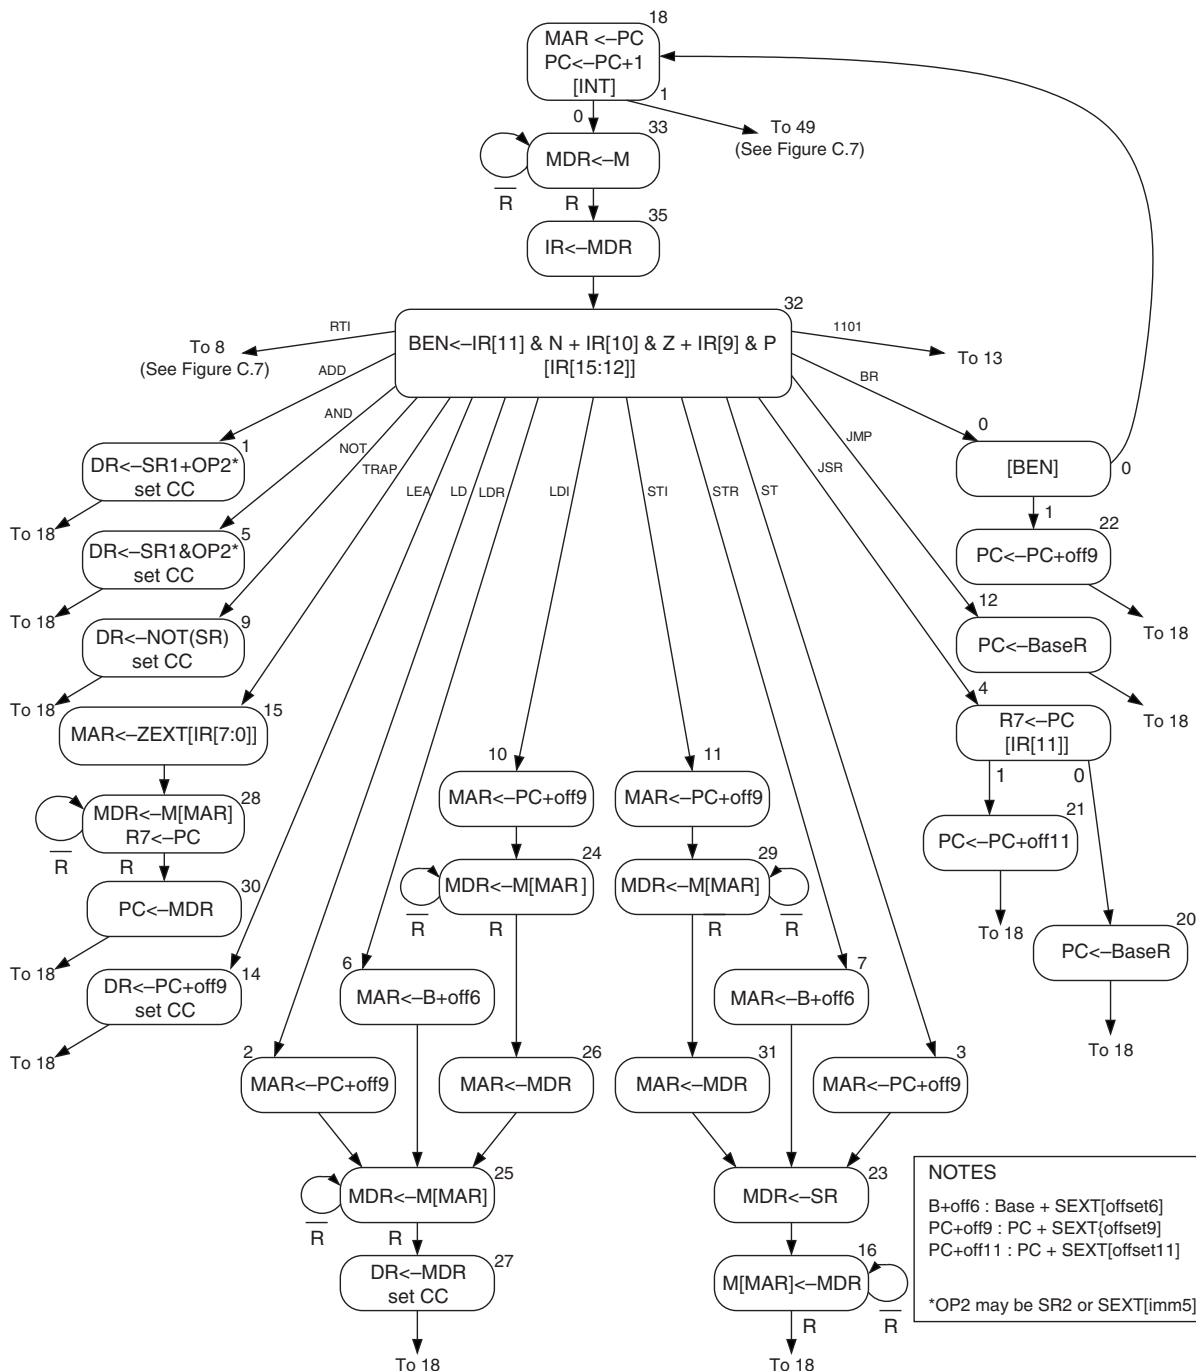 18
MAR <–PC
PC<–PC+1
[INT]
0
1
To 49
(See Figure C.7)
33
MDR<–M
R
R
35
IR<–MDR
32
BEN<–IR[11] & N + IR[10] & Z + IR[9] & P
[IR[15:12]]
RTI
To 8
(See Figure C.7)
1101
To 13
ADD
AND
NOT
TRAP
LEA
LD
LDR
LDI
STI
STR
ST
JSR
JMP
BR
1
DR<–SR1+OP2*
set CC
To 18
5
DR<–SR1&OP2*
set CC
To 18
9
DR<–NOT(SR)
set CC
To 18
15
MAR<–ZEXT[IR[7:0]]
28
MDR<–M[MAR]
R7<–PC
R
R
30
PC<–MDR
To 18
14
DR<–PC+off9
set CC
To 18
0
[BEN]
0
1
22
PC<–PC+off9
To 18
12
PC<–BaseR
To 18
4
R7<–PC
[IR[11]]
1
0
21
PC<–PC+off11
To 18
20
PC<–BaseR
To 18
10
MAR<–PC+off9
24
MDR<–M[MAR]
R
R
11
MAR<–PC+off9
29
MDR<–M[MAR]
R
R
6
MAR<–B+off6
7
MAR<–B+off6
2
MAR<–PC+off9
26
MAR<–MDR
31
MAR<–MDR
3
MAR<–PC+off9
25
MDR<–M[MAR]
R
R
27
DR<–MDR
set CC
To 18
23
MDR<–SR
16
M[MAR]<–MDR
R
R
To 18
NOTES
B+off6 : Base + SEXT[offset6]
PC+off9 : PC + SEXT{offset9]
PC+off11 : PC + SEXT[offset11]
*OP2 may be SR2 or SEXT[imm5]